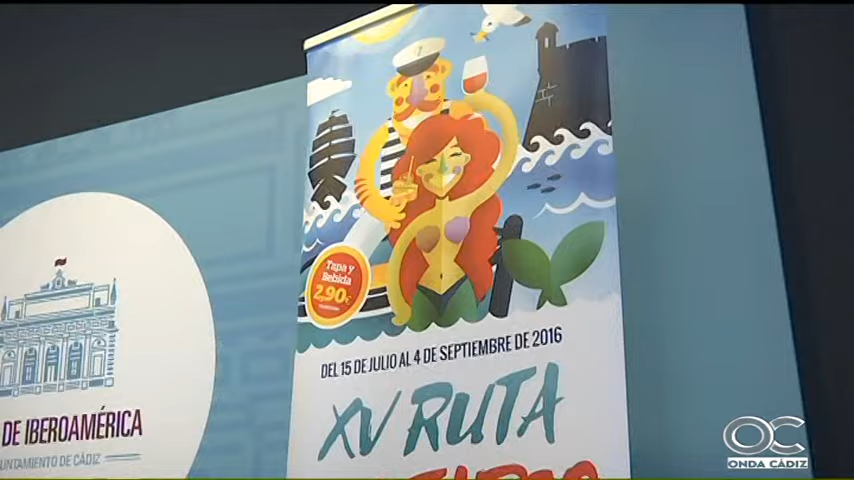 Tapa y
Bebida
2,90€
DEL 15 DE JULIO AL 4 DE SEPTIEMBRE DE 2016
XV RUTA
DE IBEROAMÉRICA
UNTAMIENTO DE CÁDIZ
OC
ONDA CÁDIZ